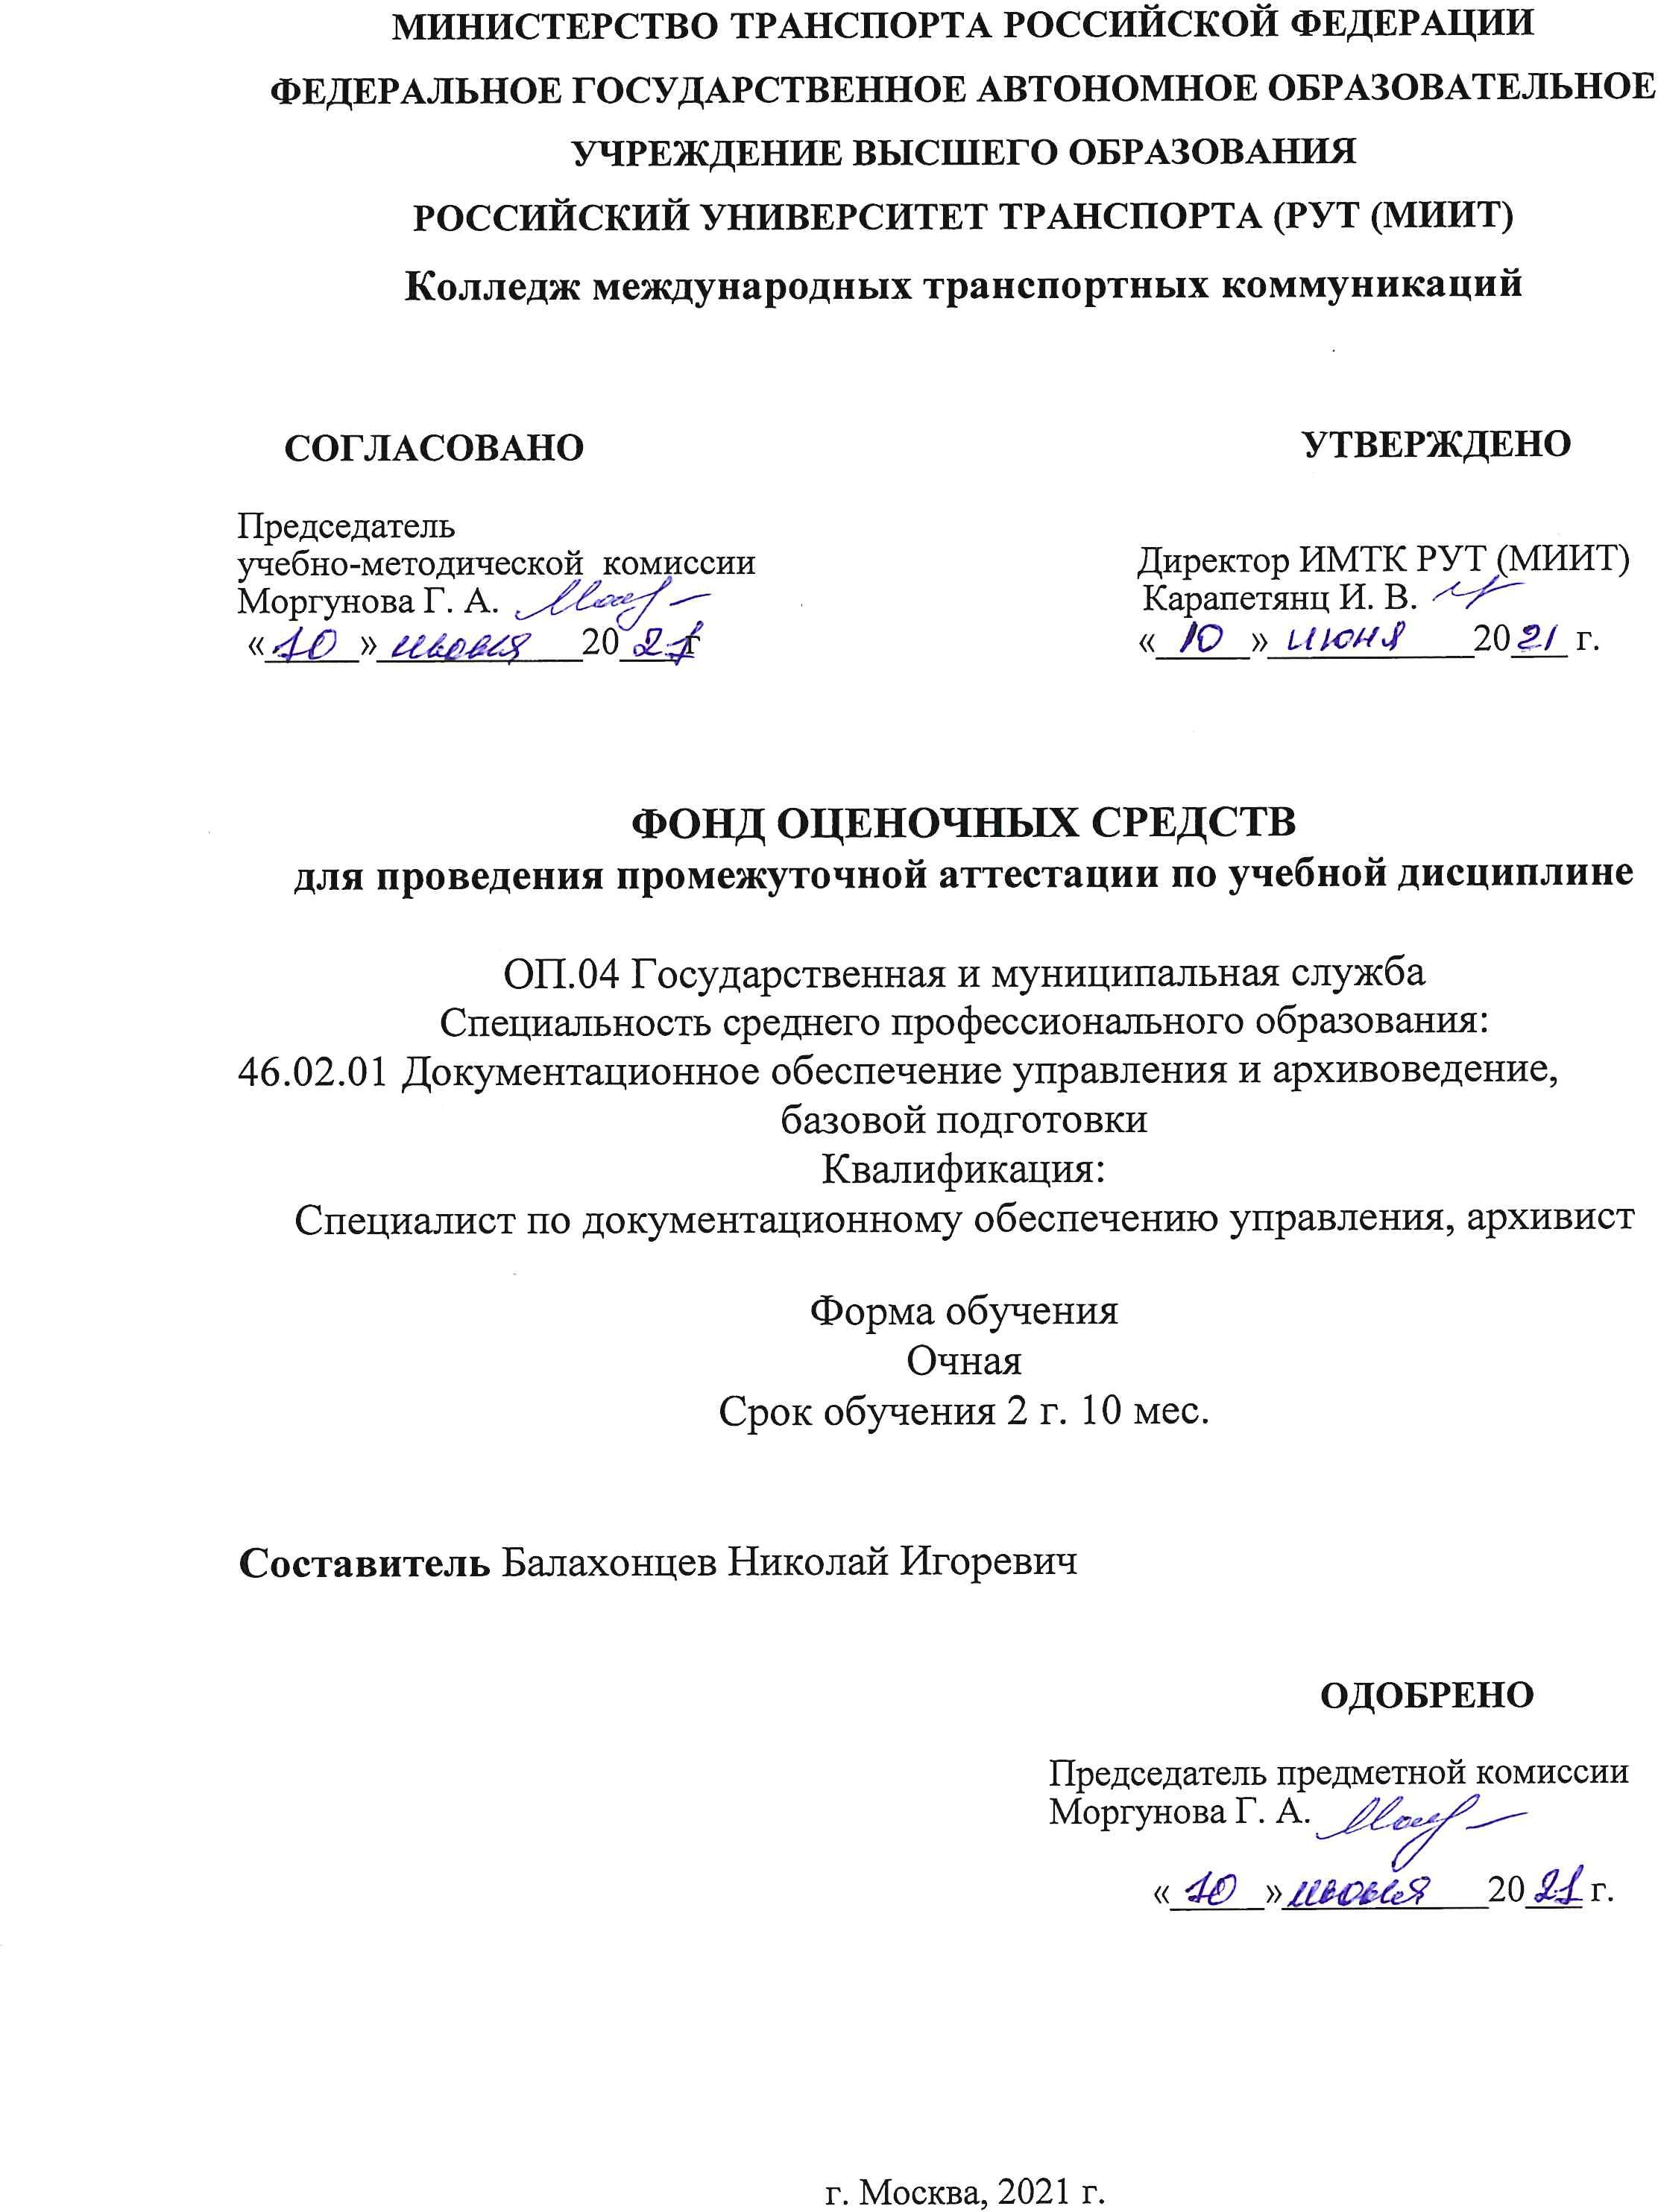 МИНИСТЕРСТВО ТРАНСПОРТА РОССИЙСКОЙ ФЕДЕРАЦИИ
ФЕДЕРАЛЬНОЕ ГОСУДАРСТВЕННОЕ АВТОНОМНОЕ ОБРАЗОВАТЕЛЬНОЕ
УЧРЕЖДЕНИЕ ВЫСШЕГО ОБРАЗОВАНИЯ
РОССИЙСКИЙ УНИВЕРСИТЕТ ТРАНСПОРТА (РУТ (МИИТ)
Колледж международных транспортных коммуникаций
СОГЛАСОВАНО
Председатель
учебно-методической комиссии
Моргунова Г. А.
«10» июня 2021 г
УТВЕРЖДЕНО
Директор ИМТК РУТ (МИИТ)
Карапетянц И. В.
«10» июня 2021 г.
ФОНД ОЦЕНОЧНЫХ СРЕДСТВ
для проведения промежуточной аттестации по учебной дисциплине
ОП.04 Государственная и муниципальная служба
Специальность среднего профессионального образования:
46.02.01 Документационное обеспечение управления и архивоведение,
базовой подготовки
Квалификация:
Специалист по документационному обеспечению управления, архивист
Форма обучения
Очная
Срок обучения 2 г. 10 мес.
Составитель Балахонцев Николай Игоревич
ОДОБРЕНО
Председатель предметной комиссии
Моргунова Г. А.
«10» июня 2021 г.
г. Москва, 2021 г.